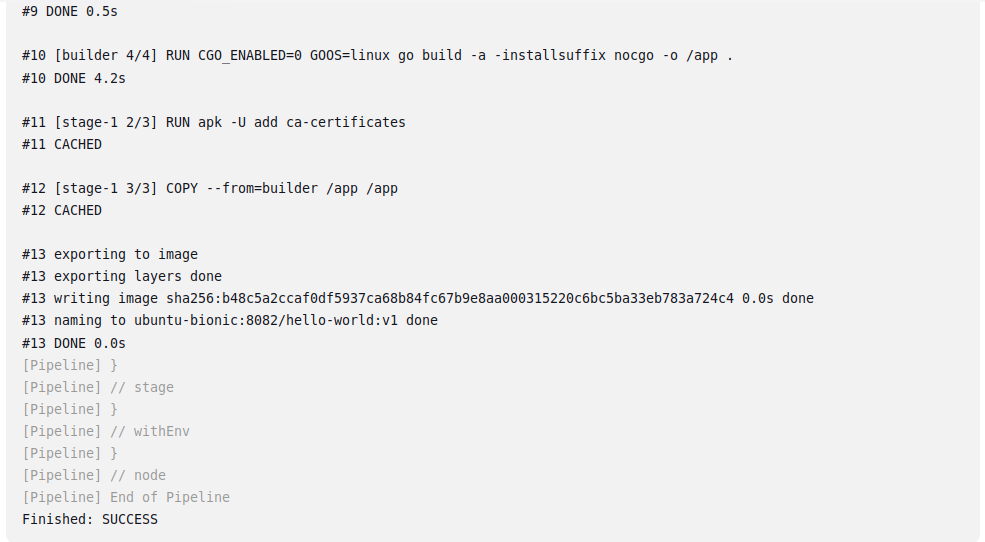 #9 DONE 0.5s
#10 [builder 4/4] RUN CGO_ENABLED=0 GOOS=linux go build -a -installsuffix nocgo -o /app .
#10 DONE 4.2s
#11 [stage-1 2/3] RUN apk -U add ca-certificates
#11 CACHED
#12 [stage-1 3/3] COPY --from=builder /app /app
#12 CACHED
#13 exporting to image
#13 exporting layers done
#13 writing image sha256:b48c5a2ccaf0df5937ca68b84fc67b9e8aa000315220c6bc5ba33eb783a724c4 0.0s done
#13 naming to ubuntu-bionic:8082/hello-world:v1 done
#13 DONE 0.0s
[Pipeline] }
[Pipeline] // stage
[Pipeline] }
[Pipeline] // withEnv
[Pipeline] }
[Pipeline] // node
[Pipeline] End of Pipeline
Finished: SUCCESS